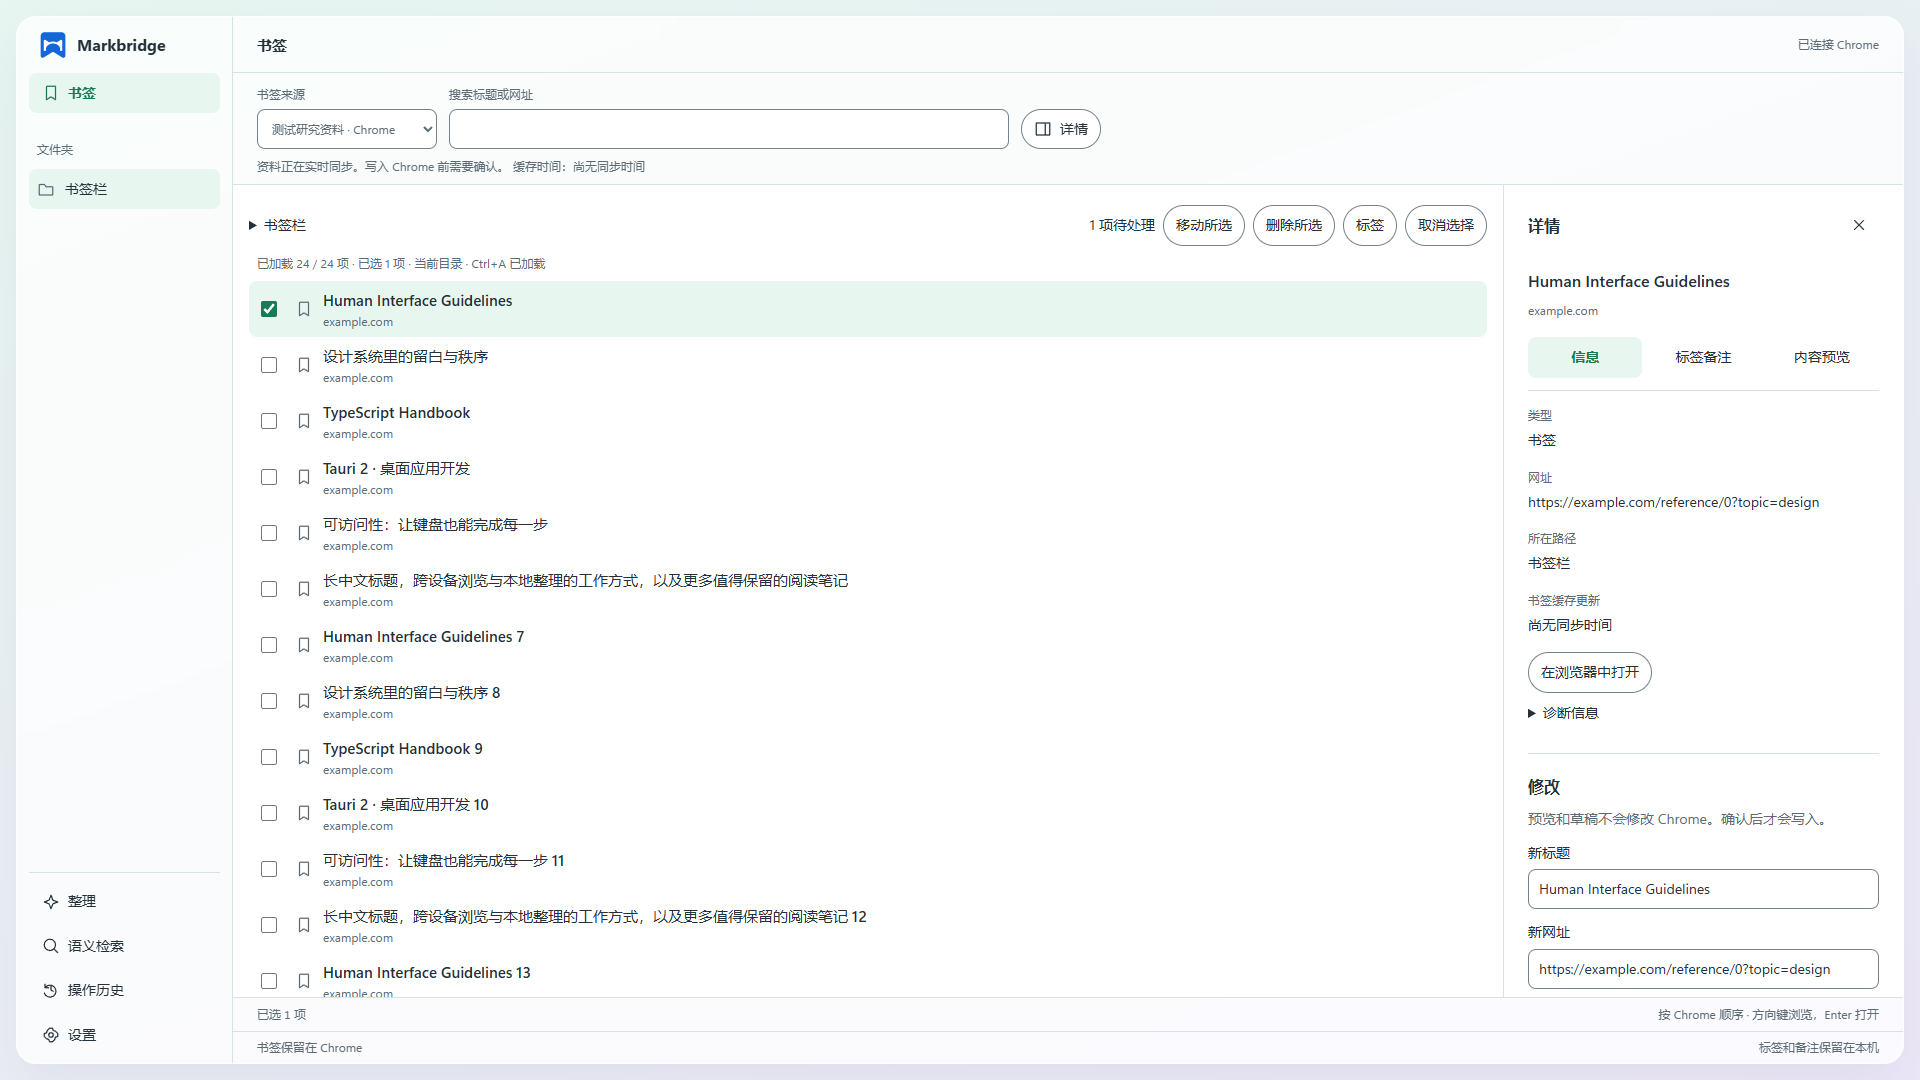 Markbridge
书签
文件夹
书签栏
整理
语义检索
操作历史
设置
书签
已连接 Chrome
书签来源
搜索标题或网址
测试研究资料 · Chrome
详情
资料正在实时同步。写入 Chrome 前需要确认。 缓存时间：尚无同步时间
书签栏
1 项待处理
移动所选
删除所选
标签
取消选择
已加载 24 / 24 项 · 已选 1 项 · 当前目录 · Ctrl+A 已加载
Human Interface Guidelines
example.com
设计系统里的留白与秩序
example.com
TypeScript Handbook
example.com
Tauri 2 · 桌面应用开发
example.com
可访问性：让键盘也能完成每一步
example.com
长中文标题，跨设备浏览与本地整理的工作方式，以及更多值得保留的阅读笔记
example.com
Human Interface Guidelines 7
example.com
设计系统里的留白与秩序 8
example.com
TypeScript Handbook 9
example.com
Tauri 2 · 桌面应用开发 10
example.com
可访问性：让键盘也能完成每一步 11
example.com
长中文标题，跨设备浏览与本地整理的工作方式，以及更多值得保留的阅读笔记 12
example.com
Human Interface Guidelines 13
example.com
详情
Human Interface Guidelines
example.com
信息
标签备注
内容预览
类型
书签
网址
https://example.com/reference/0?topic=design
所在路径
书签栏
书签缓存更新
尚无同步时间
在浏览器中打开
诊断信息
修改
预览和草稿不会修改 Chrome。确认后才会写入。
新标题
Human Interface Guidelines
新网址
https://example.com/reference/0?topic=design
已选 1 项
按 Chrome 顺序 · 方向键浏览，Enter 打开
书签保留在 Chrome
标签和备注保留在本机